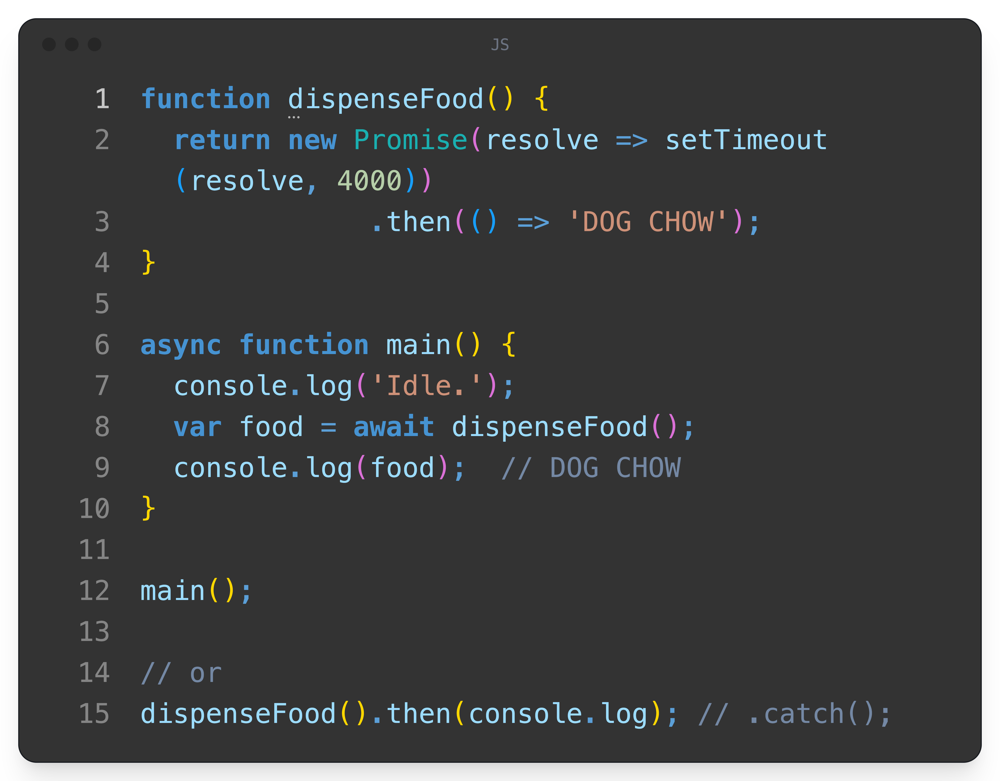 JS
1 function dispenseFood() {
2   return new Promise(resolve => setTimeout
  (resolve, 4000))
3               .then(() => 'DOG CHOW');
4 }
5
6 async function main() {
7   console.log('Idle.');
8   var food = await dispenseFood();
9   console.log(food);  // DOG CHOW
10 }
11
12 main();
13
14 // or
15 dispenseFood().then(console.log); // .catch();